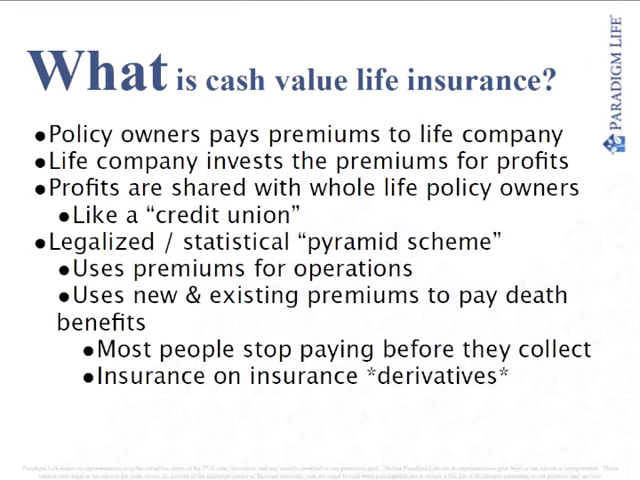 What is cash value life insurance?
PARADIGM LIFE
●Policy owners pays premiums to life company
●Life company invests the premiums for profits
●Profits are shared with whole life policy owners
●Like a “credit union”
●Legalized / statistical “pyramid scheme”
●Uses premiums for operations
●Uses new & existing premiums to pay death
benefits
●Most people stop paying before they collect
●Insurance on insurance *derivatives*